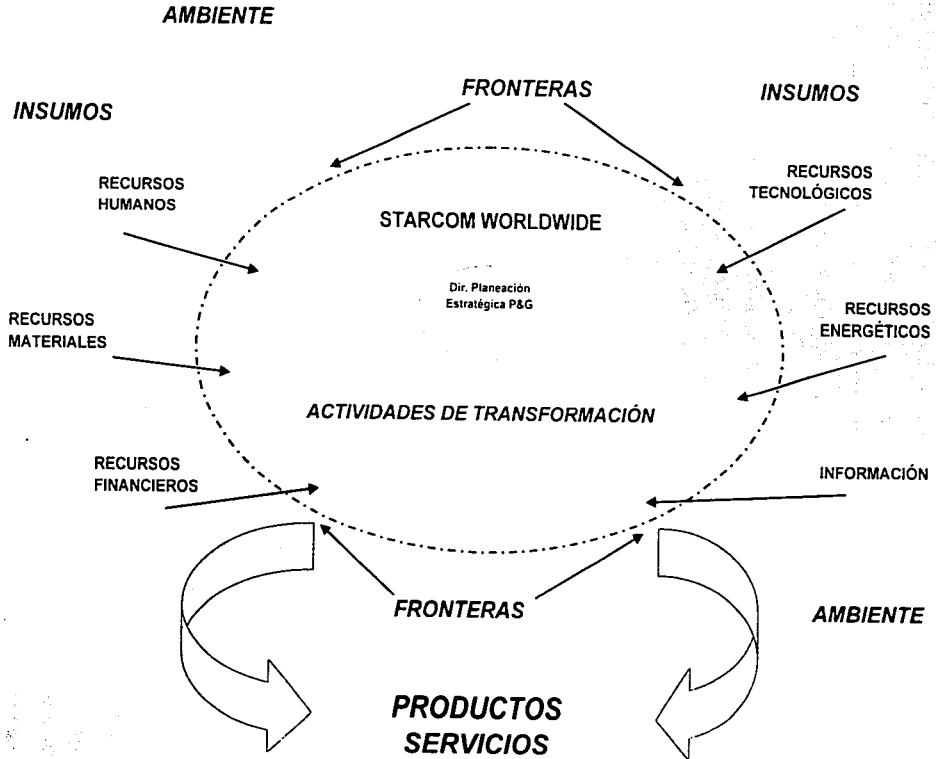 AMBIENTE
FRONTERAS
INSUMOS
INSUMOS
RECURSOS
HUMANOS
RECURSOS
TECNOLÓGICOS
STARCOM WORLDWIDE
Dir. Planeación
Estratégica P&G
RECURSOS
MATERIALES
RECURSOS
ENERGÉTICOS
ACTIVIDADES DE TRANSFORMACIÓN
RECURSOS
FINANCIEROS
INFORMACIÓN
FRONTERAS
AMBIENTE
PRODUCTOS
SERVICIOS